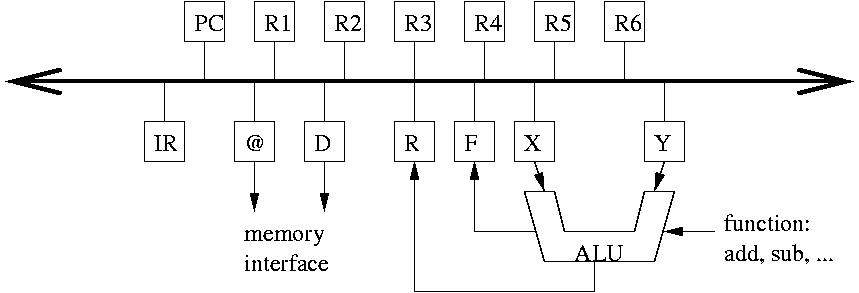 PC R1 R2 R3 R4 R5 R6
IR @ D R F X Y
memory
interface
ALU
function:
add, sub, ...